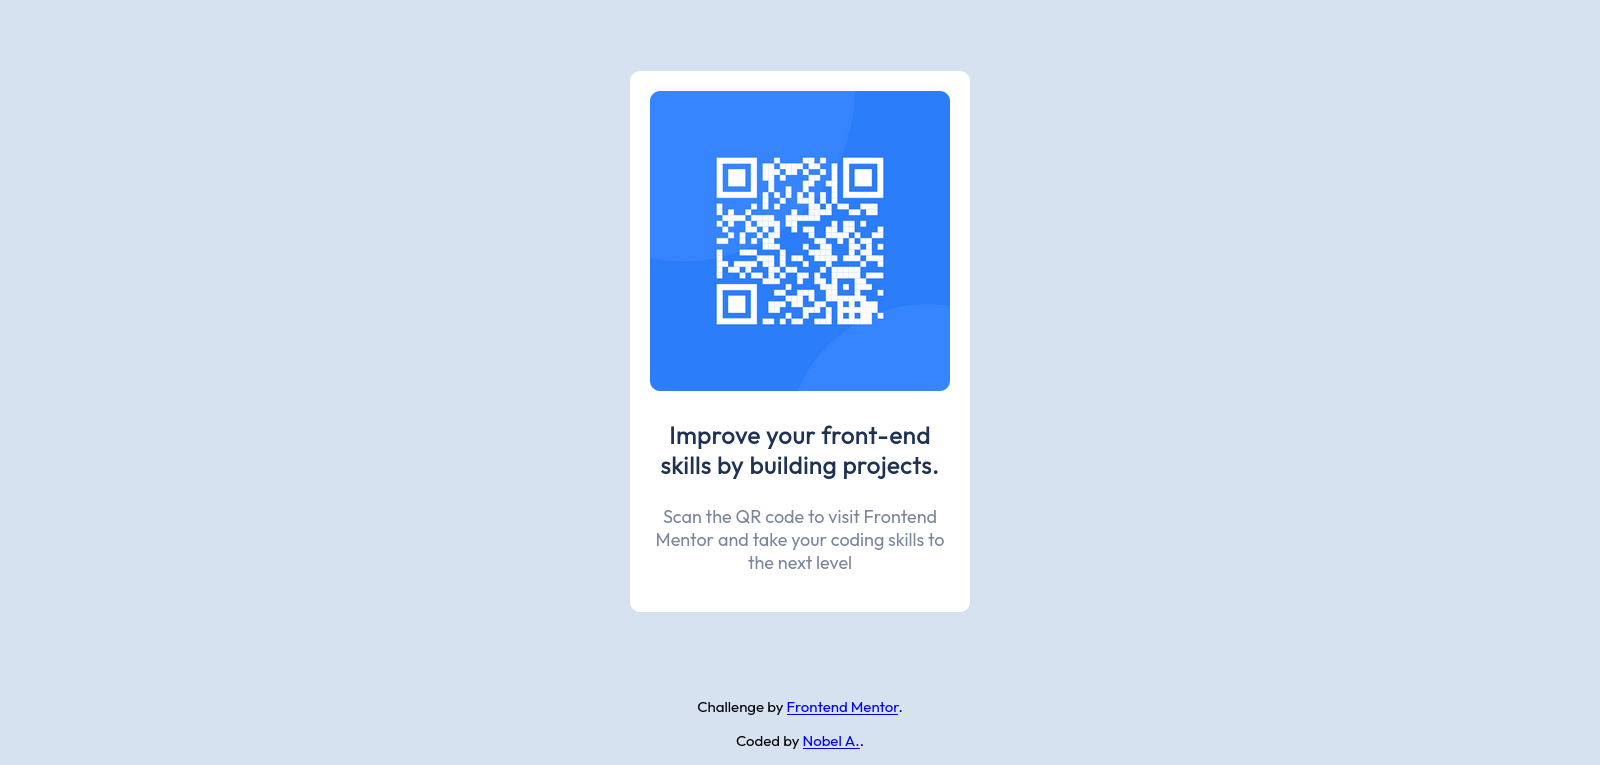 Improve your front-end
skills by building projects.
Scan the QR code to visit Frontend
Mentor and take your coding skills to
the next level
Challenge by Frontend Mentor.
Coded by Nobel A..